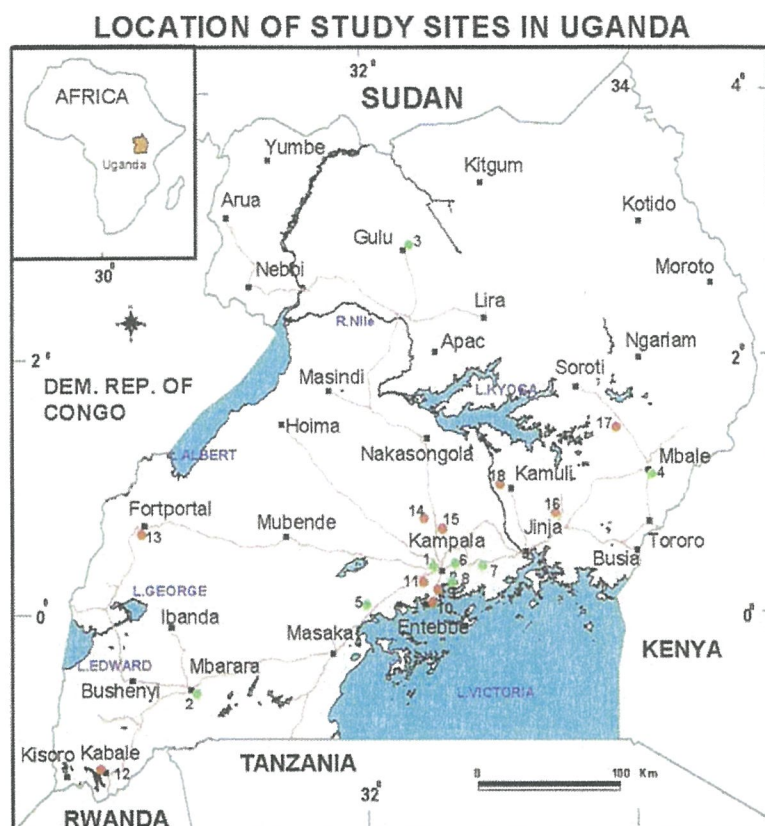 LOCATION OF STUDY SITES IN UGANDA
AFRICA
Uganda
32°
34
4°
SUDAN
Yumbe
Kitgum
Arua
Kotido
Gulu
3
30°
Nebbi
Moroto
Lira
R.Nile
Apac
Ngariam
2°
2°
Masindi
Soroti
L.KYOGA
DEM. REP. OF
CONGO
Hoima
17
Nakasongola
Mbale
4
L.ALBERT
18
Kamuli
Fortportal
14
15
16
13
Mubende
Kampala
Jinja
Tororo
Busia
1
6
7
11
8
L.GEORGE
5
10
0°
0°
Ibanda
Entebbe
Masaka
KENYA
L.EDWARD
Mbarara
Bushenyi
2
L.VICTORIA
Kisoro
Kabale
12
TANZANIA
0
100 Km
32°
RWANDA